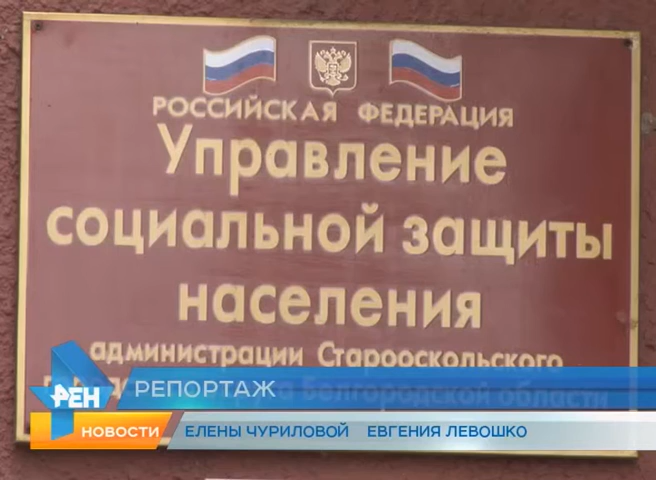 РОССИЙСКАЯ ФЕДЕРАЦИЯ
Управление
социальной защиты
населения
администрации Старооскольского
Белгородской области
РЕН РЕПОРТАЖ
НОВОСТИ ЕЛЕНЫ ЧУРИЛОВОЙ ЕВГЕНИЯ ЛЕВОШКО